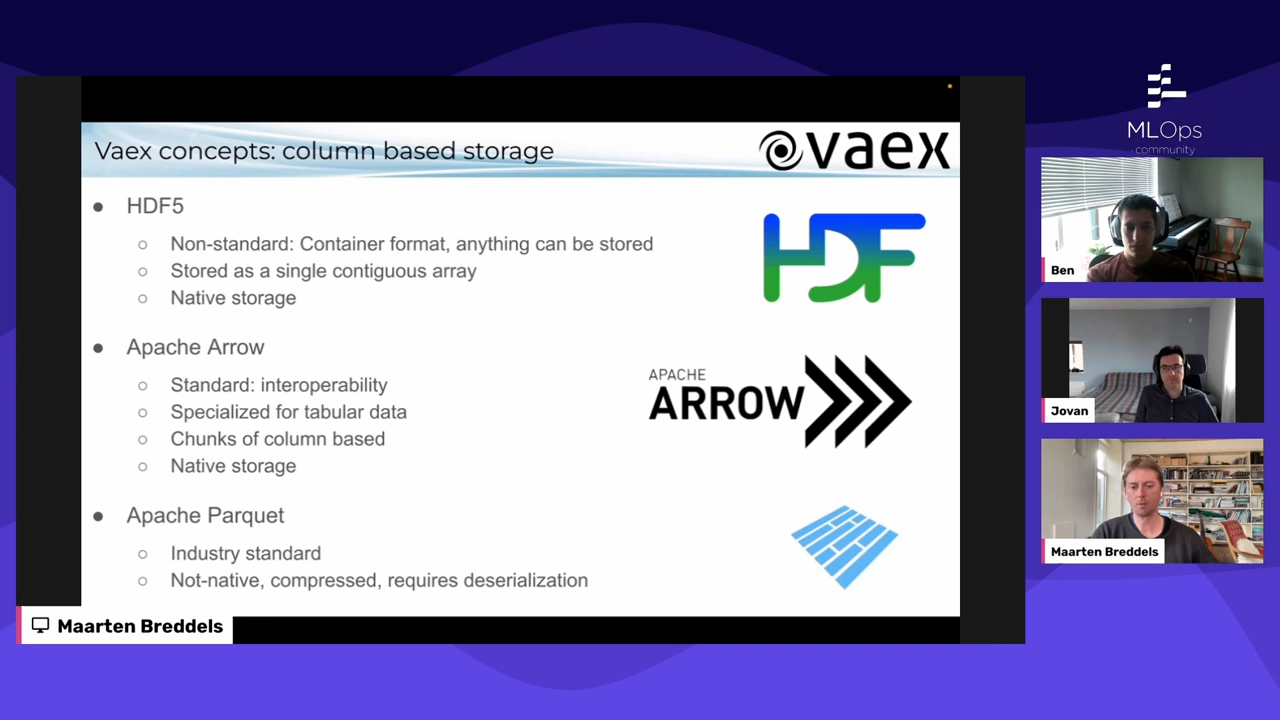 Vaex concepts: column based storage
vaex
HDF5
Non-standard: Container format, anything can be stored
Stored as a single contiguous array
Native storage
HDF
Apache Arrow
Standard: interoperability
Specialized for tabular data
Chunks of column based
Native storage
APACHE
ARROW
Apache Parquet
Industry standard
Not-native, compressed, requires deserialization
Maarten Breddels
MLOps
community
Ben
Jovan
Maarten Breddels